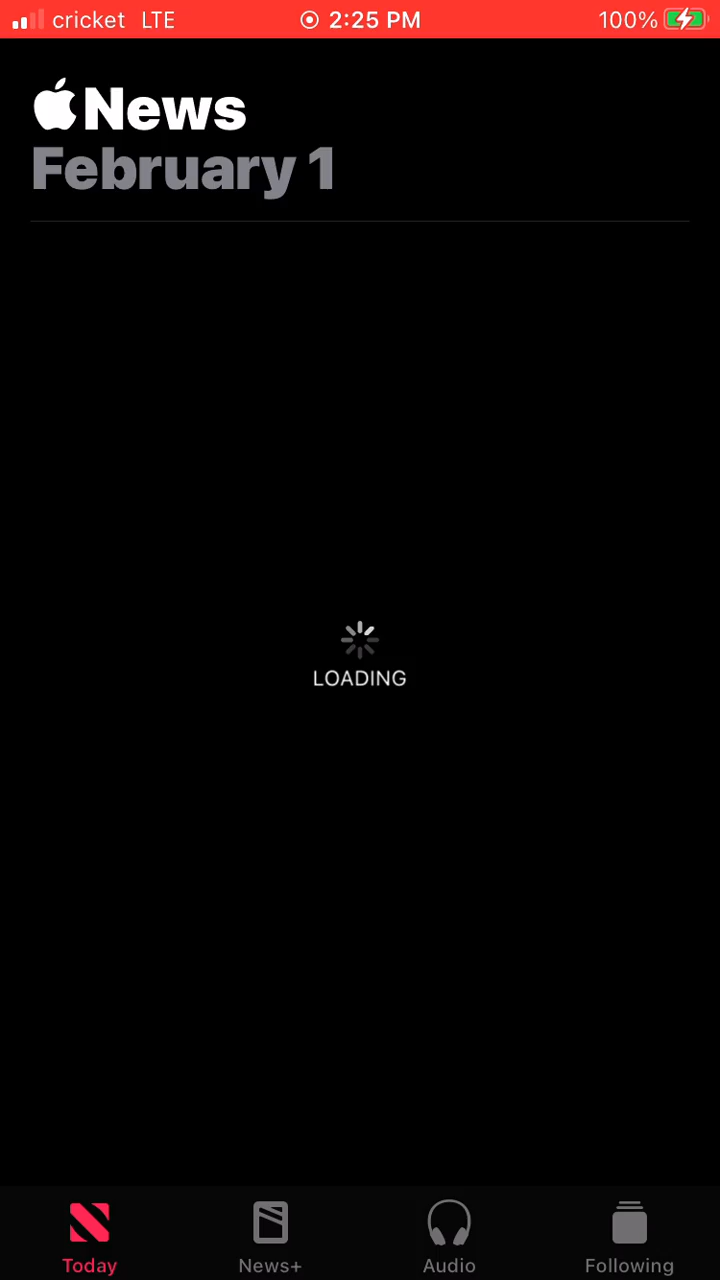 cricket LTE 2:25 PM 100%
News
February 1
LOADING
Today News+ Audio Following